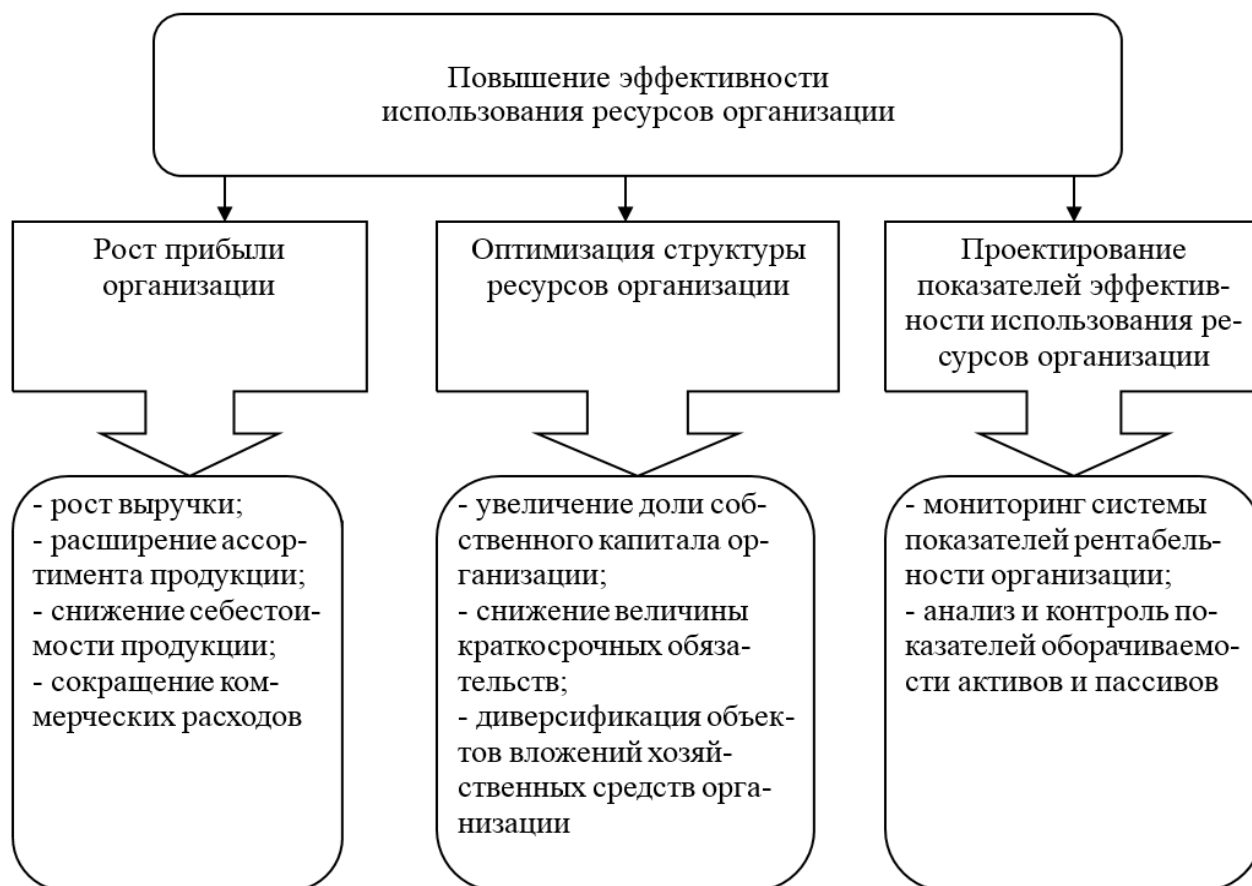 Повышение эффективности
использования ресурсов организации
Рост прибыли
организации
Оптимизация структуры
ресурсов организации
Проектирование
показателей эффектив-
ности использования ре-
сурсов организации
- рост выручки;
- расширение ассор-
тимента продукции;
- снижение себестои-
мости продукции;
- сокращение ком-
мерческих расходов
- увеличение доли соб-
ственного капитала ор-
ганизации;
- снижение величины
краткосрочных обяза-
тельств;
- диверсификация объек-
тов вложений хозяй-
ственных средств орга-
низации
- мониторинг системы
показателей рентабель-
ности организации;
- анализ и контроль по-
казателей оборачиваемо-
сти активов и пассивов